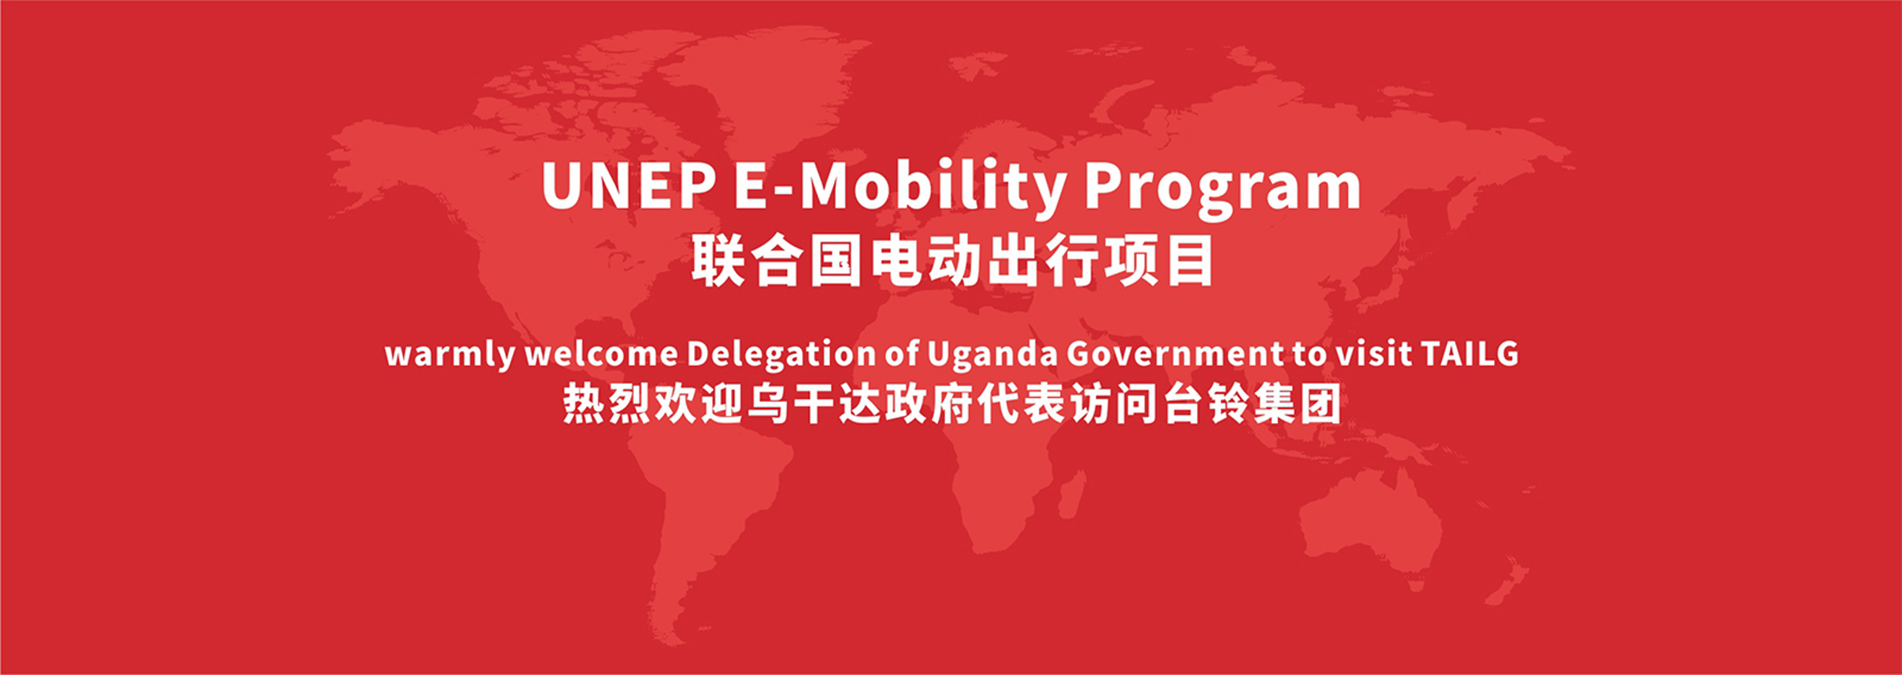 UNEP E-Mobility Program
联合国电动出行项目
warmly welcome Delegation of Uganda Government to visit TAILG
热烈欢迎乌干达政府代表访问台铃集团